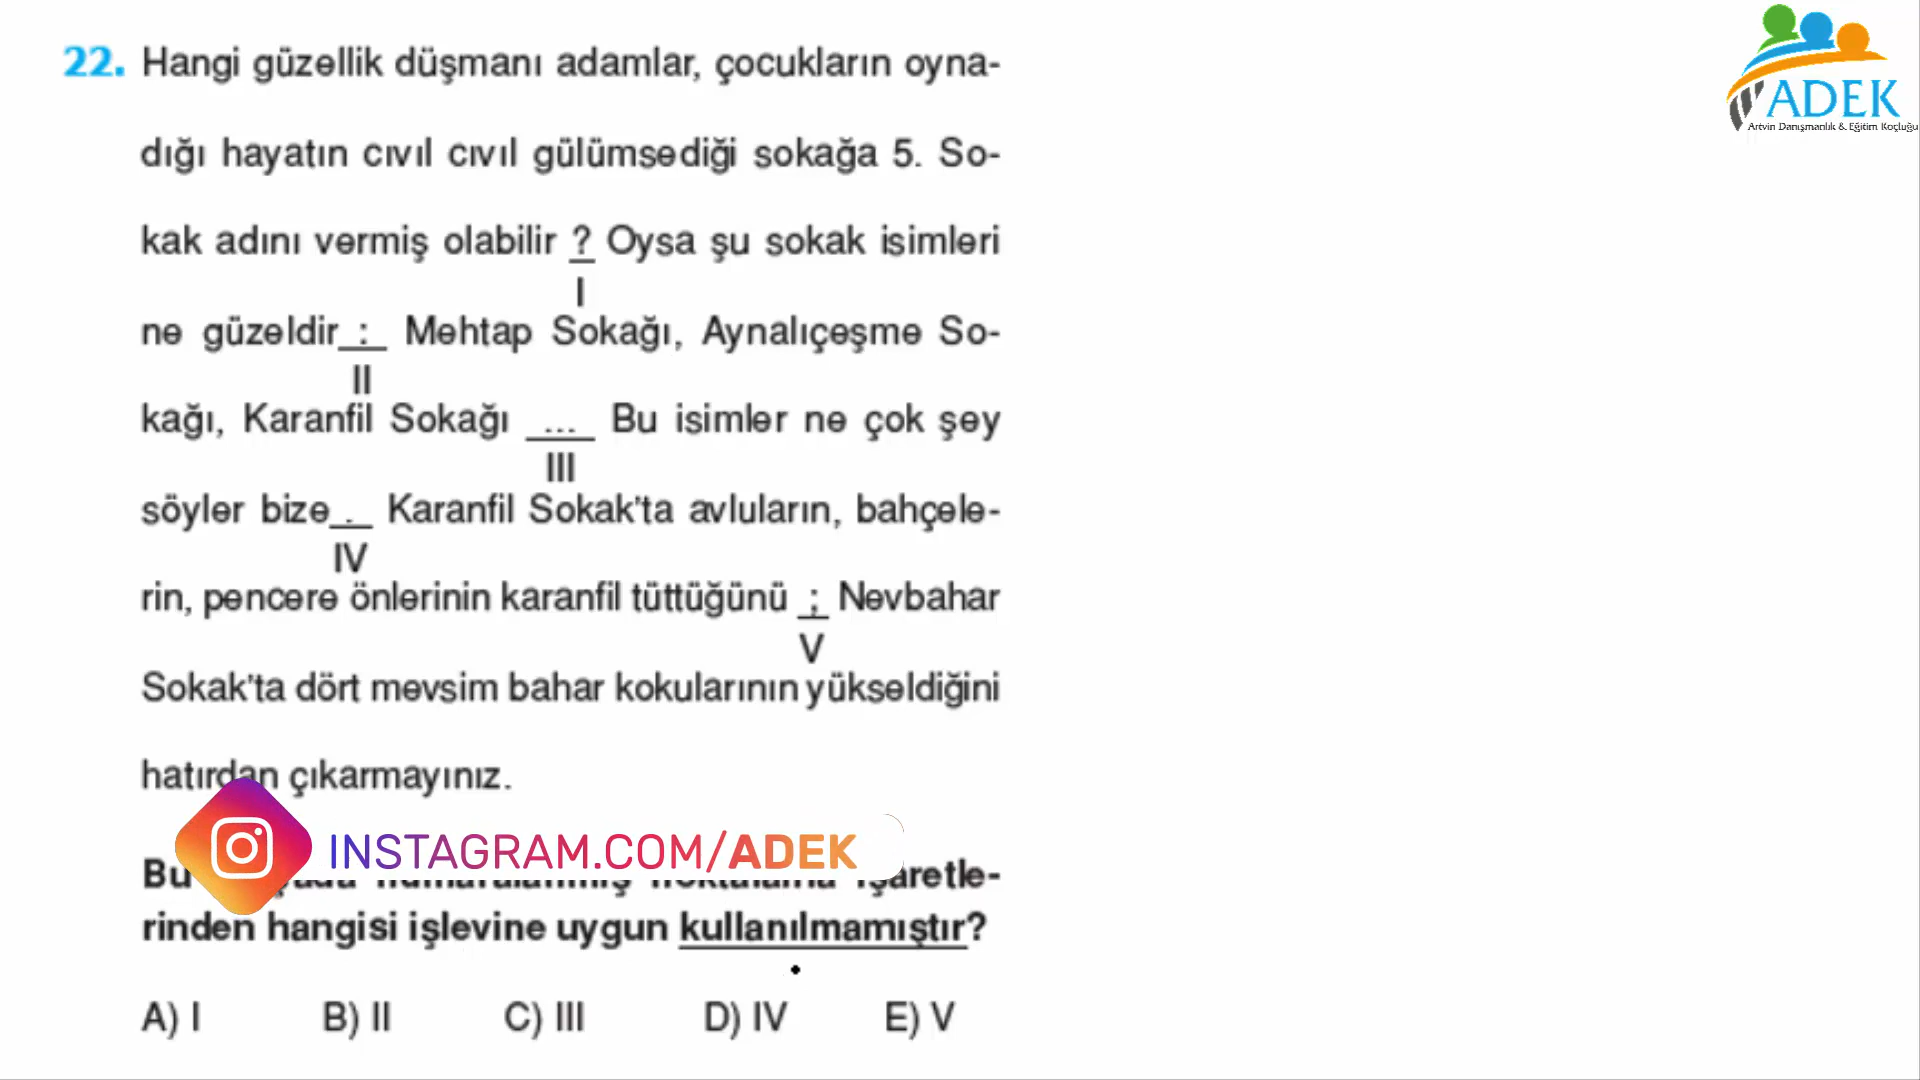 22. Hangi güzellik düşmanı adamlar, çocukların oyna-
dığı hayatın cıvıl cıvıl gülümsediği sokağa 5. So-
kak adını vermiş olabilir ? Oysa şu sokak isimleri
I
ne güzeldir : Mehtap Sokağı, Aynalıçeşme So-
II
kağı, Karanfil Sokağı ... Bu isimler ne çok şey
III
söyler bize . Karanfil Sokak'ta avluların, bahçele-
IV
rin, pencere önlerinin karanfil tüttüğünü ; Nevbahar
V
Sokak'ta dört mevsim bahar kokularının yükseldiğini
hatırdan çıkarmayınız.
INSTAGRAM.COM/ADEK
Bu numaralanmış noktalama işaretle-
rinden hangisi işlevine uygun kullanılmamıştır?
A) I B) II C) III D) IV E) V
ADEK
Artvin Danışmanlık & Eğitim Koçluğu